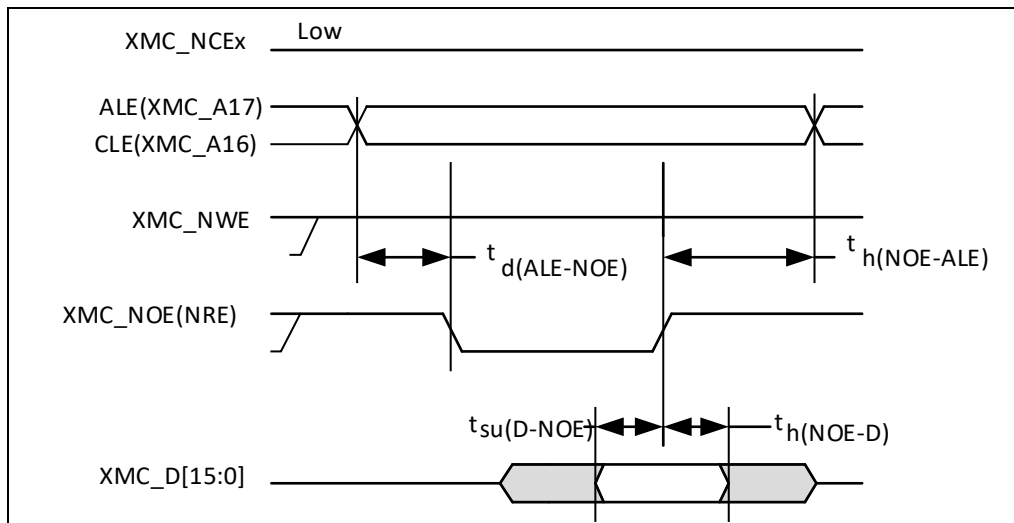 XMC_NCEx
Low
ALE(XMC_A17)
CLE(XMC_A16)
XMC_NWE
t d(ALE-NOE)
t h(NOE-ALE)
XMC_NOE(NRE)
tsu(D-NOE)
t h(NOE-D)
XMC_D[15:0]